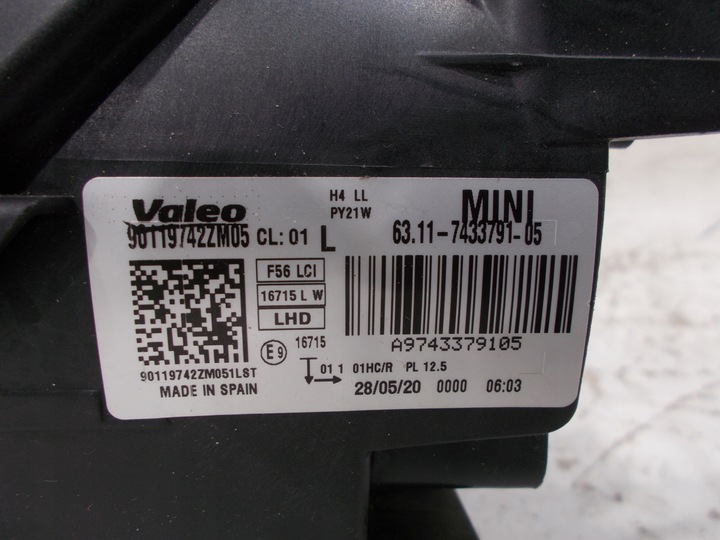 Valeo
H4 LL
PY21W
MINI
90119742ZM05 CL: 01 L
63.11-7433791-05
F56 LCI
16715 L W
LHD
E9
16715
A9743379105
01 1 01HC/R PL 12.5
90119742ZM051LST
MADE IN SPAIN
28/05/20 0000 06:03